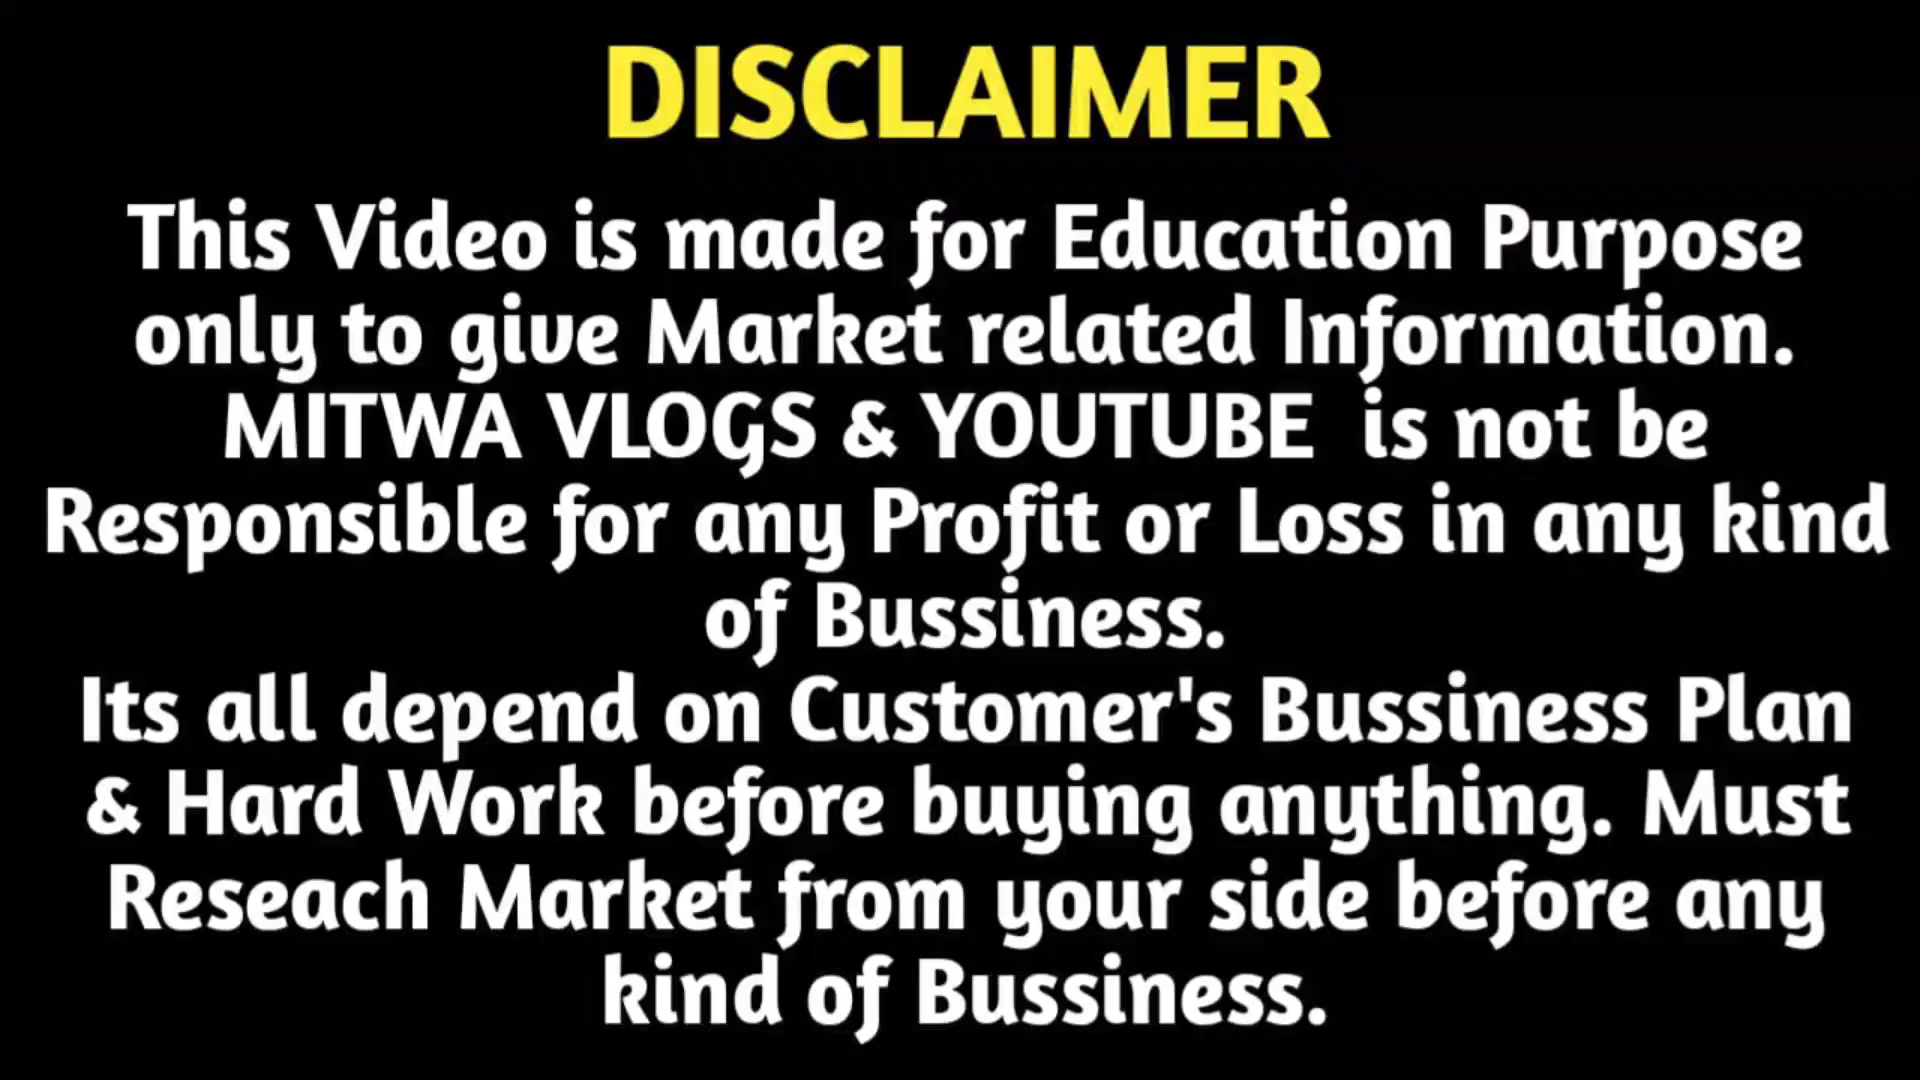 DISCLAIMER
This Video is made for Education Purpose
only to give Market related Information.
MITWA VLOGS & YOUTUBE is not be
Responsible for any Profit or Loss in any kind
of Bussiness.
Its all depend on Customer's Bussiness Plan
& Hard Work before buying anything. Must
Reseach Market from your side before any
kind of Bussiness.